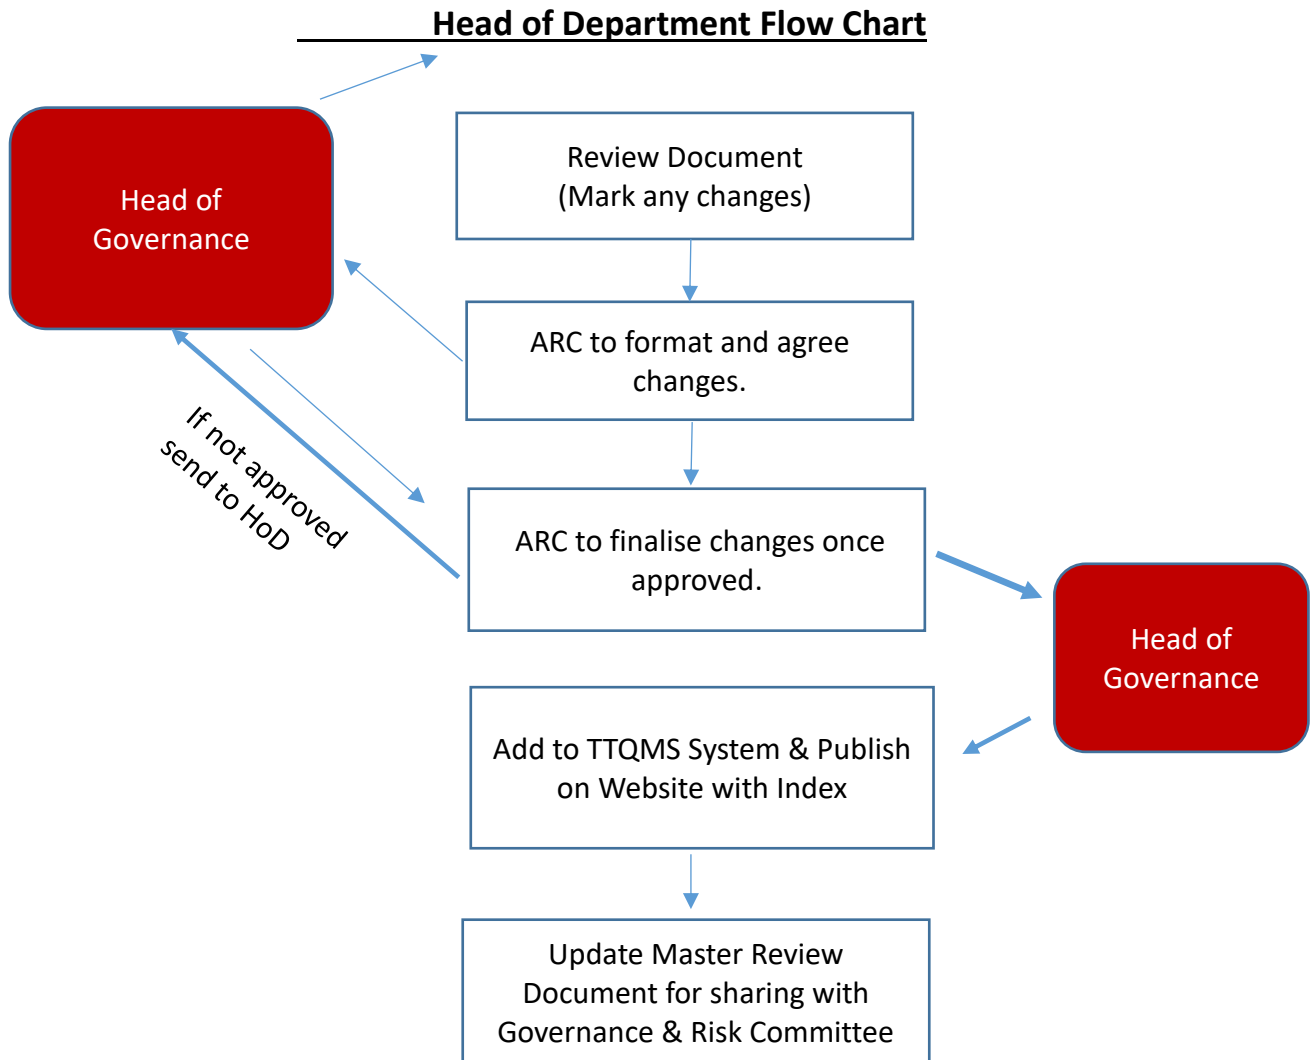 Head of Department Flow Chart
Head of
Governance
Review Document
(Mark any changes)
ARC to format and agree
changes.
If not approved
send to HoD
ARC to finalise changes once
approved.
Head of
Governance
Add to TTQMS System & Publish
on Website with Index
Update Master Review
Document for sharing with
Governance & Risk Committee